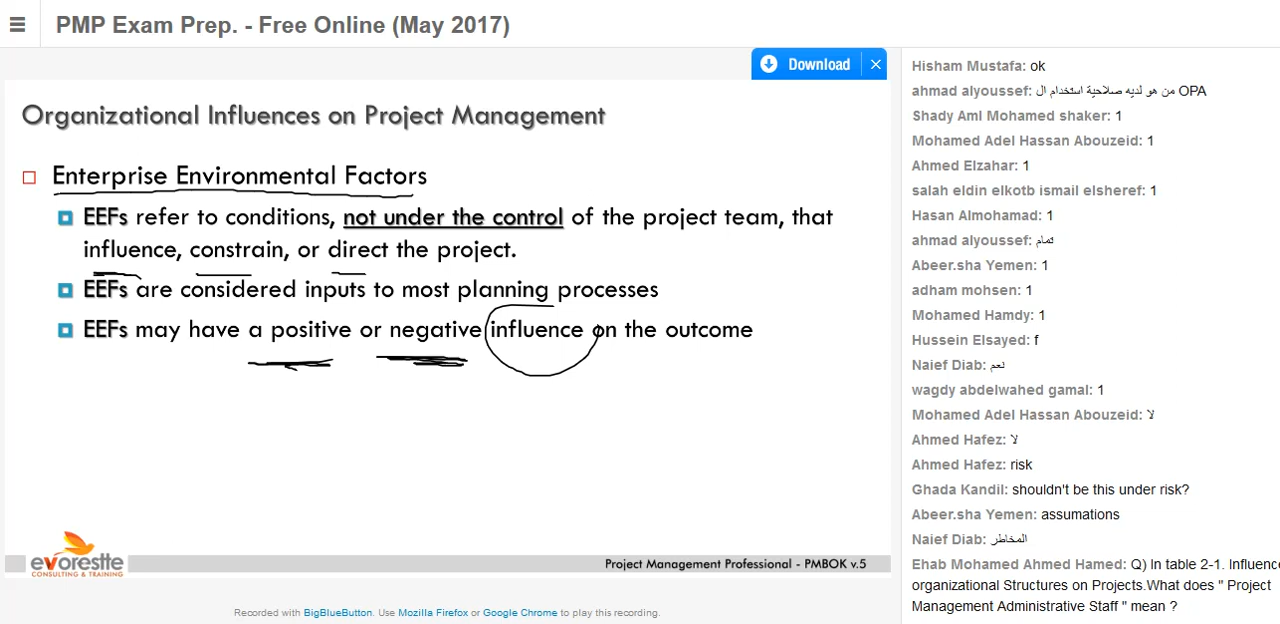 PMP Exam Prep. - Free Online (May 2017)
Download
Organizational Influences on Project Management
Enterprise Environmental Factors
EEFs refer to conditions, not under the control of the project team, that
influence, constrain, or direct the project.
EEFs are considered inputs to most planning processes
EEFs may have a positive or negative influence on the outcome
evorestte
CONSULTING & TRAINING
Project Management Professional - PMBOK v.5
Recorded with BigBlueButton. Use Mozilla Firefox or Google Chrome to play this recording.
Hisham Mustafa: ok
ahmad alyoussef: من هو لديه صلاحية استخدام ال OPA
Shady Aml Mohamed shaker: 1
Mohamed Adel Hassan Abouzeid: 1
Ahmed Elzahar: 1
salah eldin elkotb ismail elsheref: 1
Hasan Almohamad: 1
ahmad alyoussef: تمام
Abeer.sha Yemen: 1
adham mohsen: 1
Mohamed Hamdy: 1
Hussein Elsayed: f
Naief Diab: نعم
wagdy abdelwahed gamal: 1
Mohamed Adel Hassan Abouzeid: لا
Ahmed Hafez: لا
Ahmed Hafez: risk
Ghada Kandil: shouldn't be this under risk?
Abeer.sha Yemen: assumations
Naief Diab: المخاطر
Ehab Mohamed Ahmed Hamed: Q) In table 2-1. Influenc
organizational Structures on Projects.What does " Project
Management Administrative Staff " mean ?